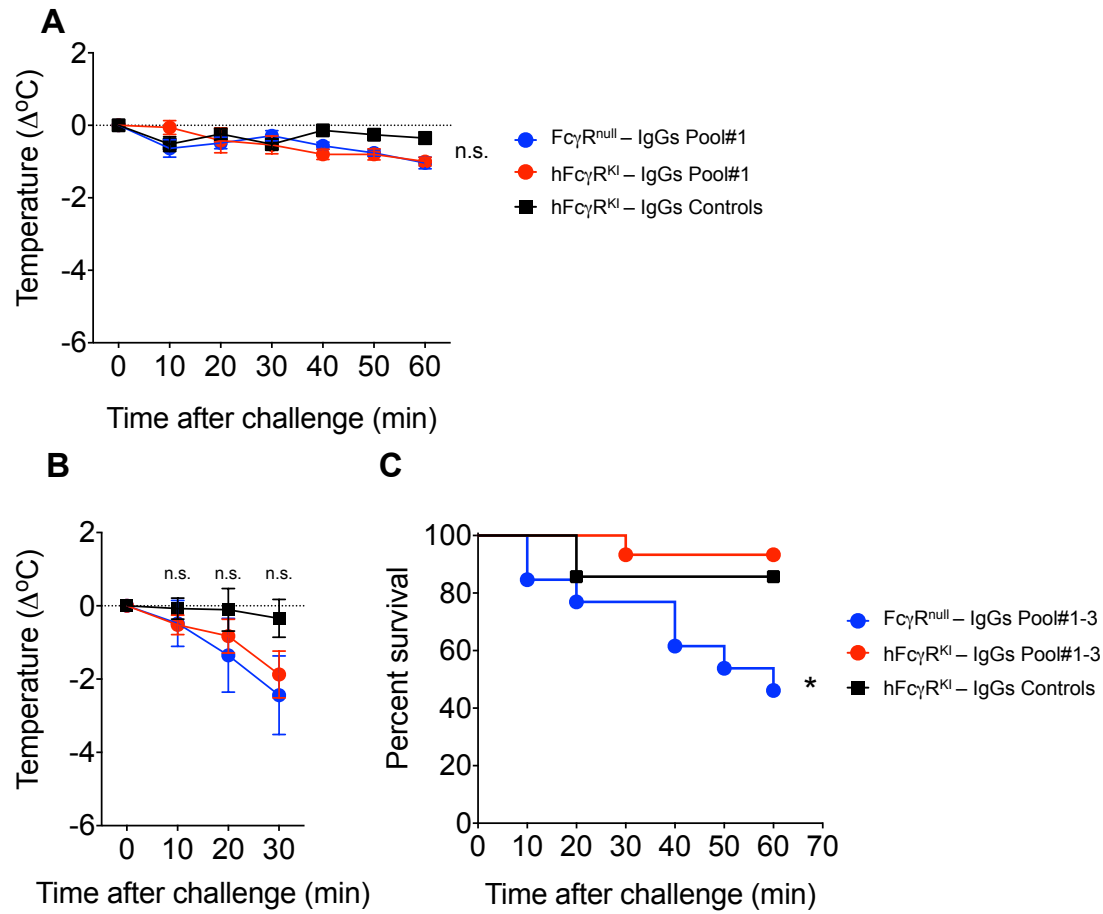 A
Temperature (Δ⁰C)
2
0
-2
-4
-6
0 10 20 30 40 50 60
Time after challenge (min)
n.s.
FcγRnull – IgGs Pool#1
hFcγRKI – IgGs Pool#1
hFcγRKI – IgGs Controls
B
Temperature (Δ⁰C)
2
0
-2
-4
-6
n.s. n.s. n.s.
0 10 20 30
Time after challenge (min)
C
Percent survival
100
80
60
40
20
0
0 10 20 30 40 50 60 70
Time after challenge (min)
*
FcγRnull – IgGs Pool#1-3
hFcγRKI – IgGs Pool#1-3
hFcγRKI – IgGs Controls